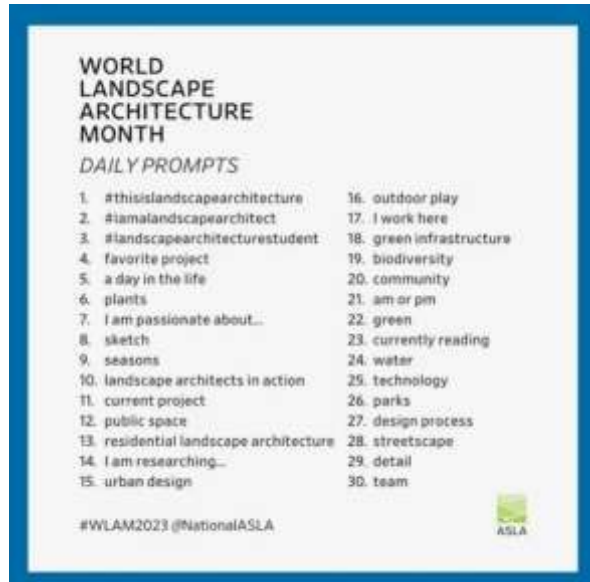 WORLD
LANDSCAPE
ARCHITECTURE
MONTH
DAILY PROMPTS
1. #thisislandscapearchitecture
2. #iamalandscapearchitect
3. #landscapearchitecturestudent
4. favorite project
5. a day in the life
6. plants
7. I am passionate about...
8. sketch
9. seasons
10. landscape architects in action
11. current project
12. public space
13. residential landscape architecture
14. I am researching...
15. urban design
16. outdoor play
17. I work here
18. green infrastructure
19. biodiversity
20. community
21. am or pm
22. green
23. currently reading
24. water
25. technology
26. parks
27. design process
28. streetscape
29. detail
30. team
#WLAM2023 @NationalASLA
ASLA